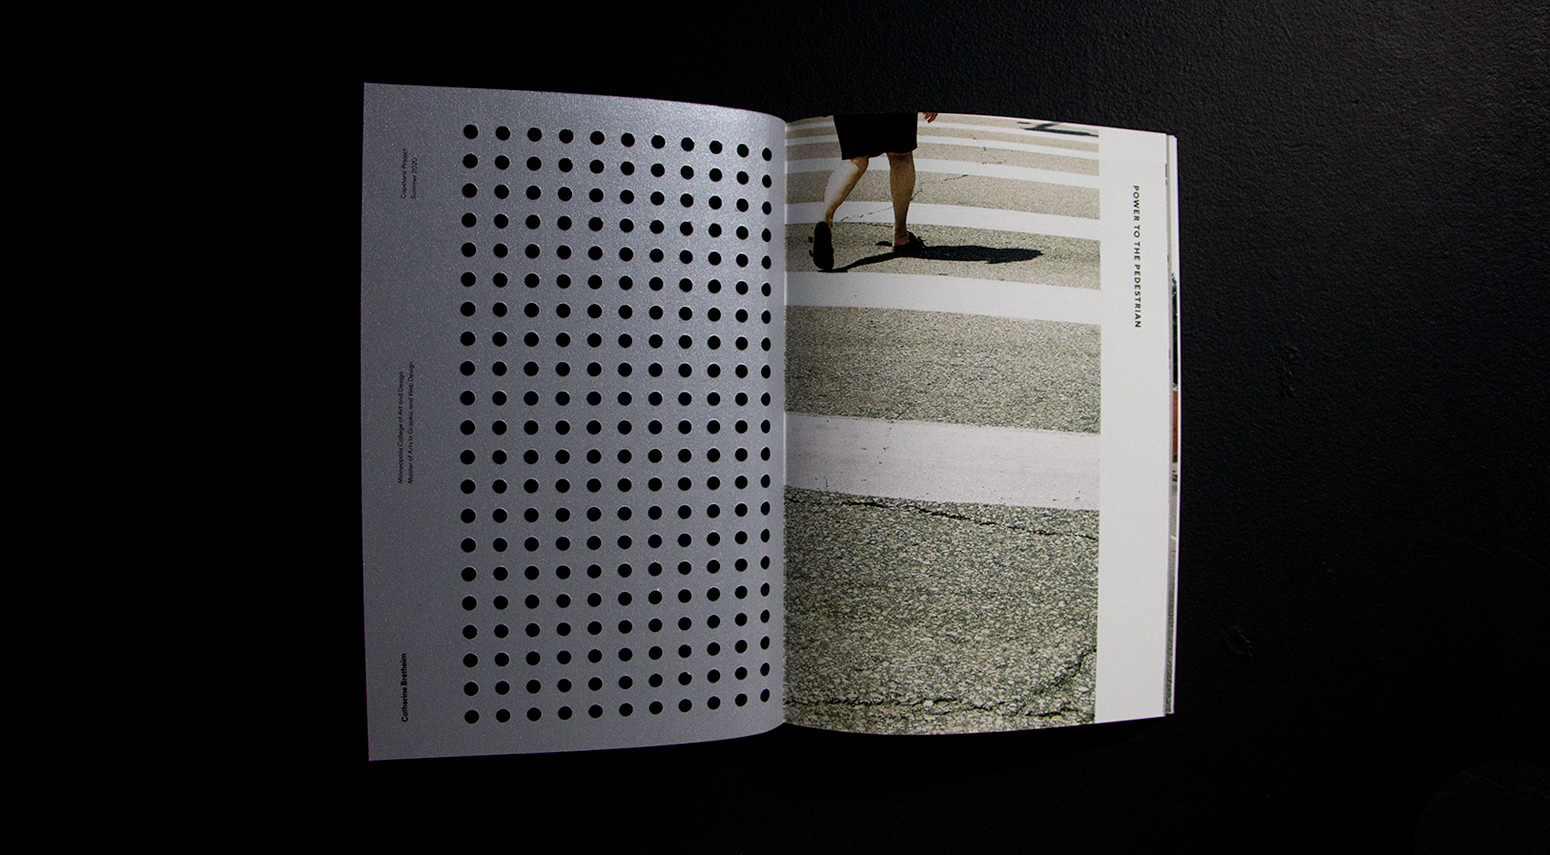 Capstone Project
Summer 2020
Minneapolis College of Art and Design
Master of Arts in Graphic and Web Design
Catherine Bretheim
POWER TO THE PEDESTRIAN